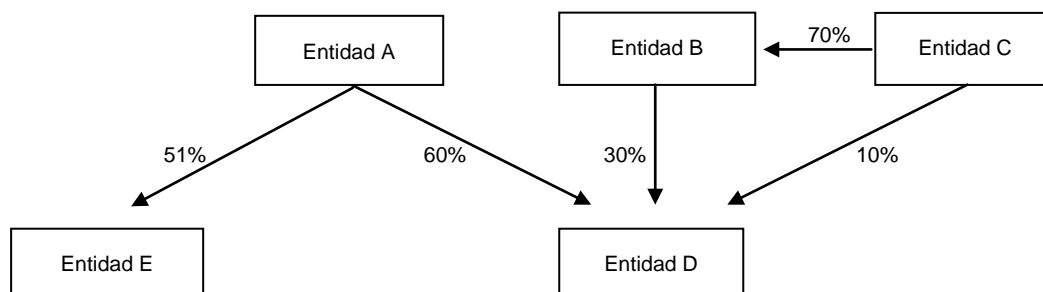 Entidad A
Entidad B
70%
Entidad C
51%
60%
30%
10%
Entidad E
Entidad D